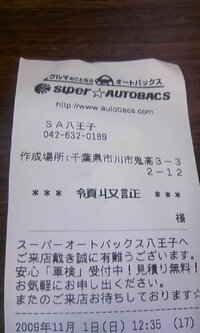 クルマのことなら オートバックス
SUPER☆AUTOBACS
http://www.autobacs.com
SA八王子
042-632-0189
作成場所:千葉県市川市鬼高3-3
2-12
*** 領収証 ***
様
スーパーオートバックス八王子へ
ご来店戴き誠に有難うございます。
安心「車検」受付中!見積り無料!
お気軽にお申し出ください。
またのご来店お待ちしております☆
2009年11月 1日(日) 12:35 (17)